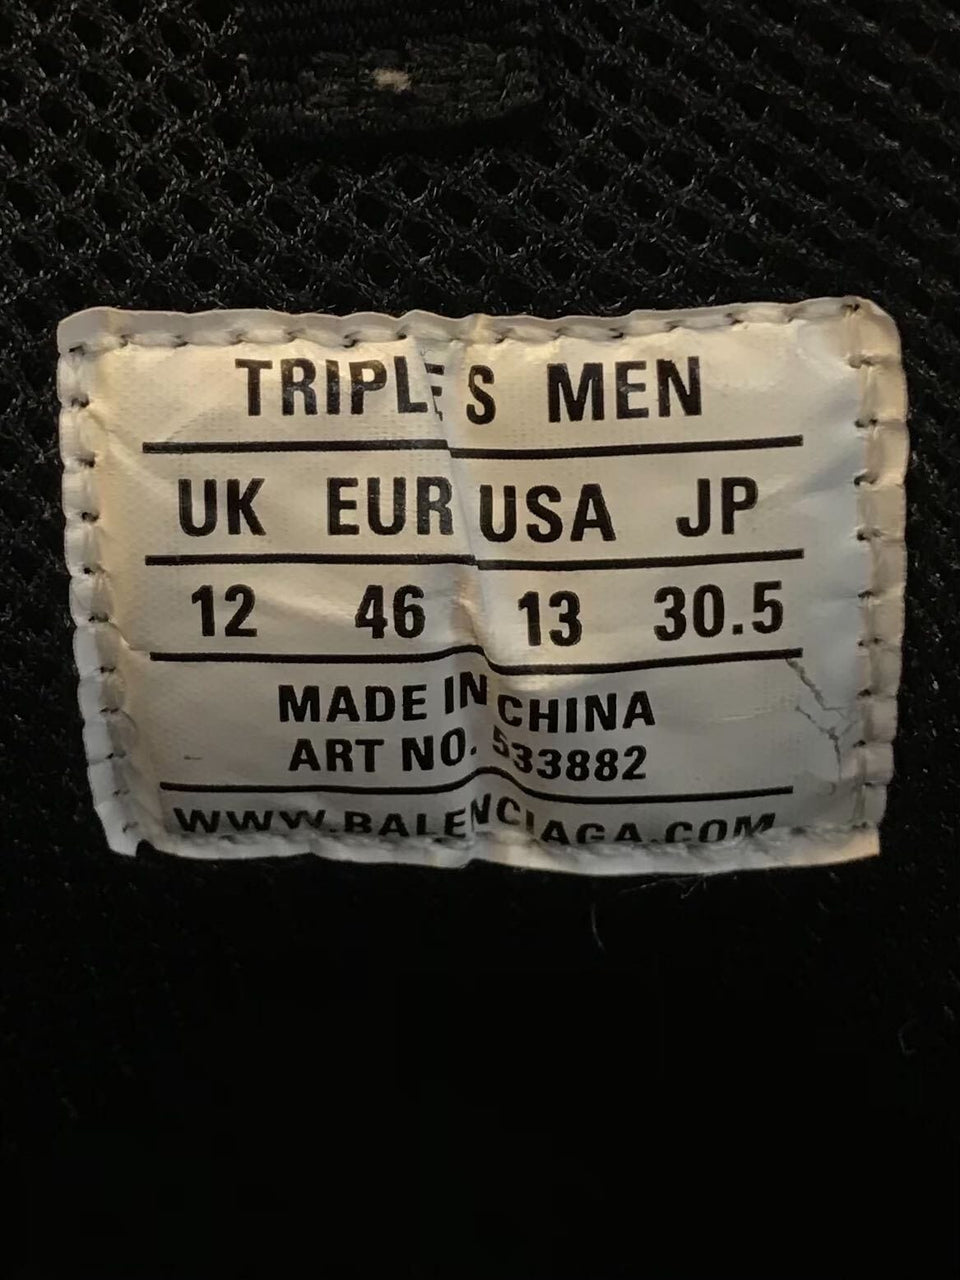 TRIPLE S MEN
UK EUR USA JP
12 46 13 30.5
MADE IN CHINA
ART NO. 533882
WWW.BALENCIAGA.COM